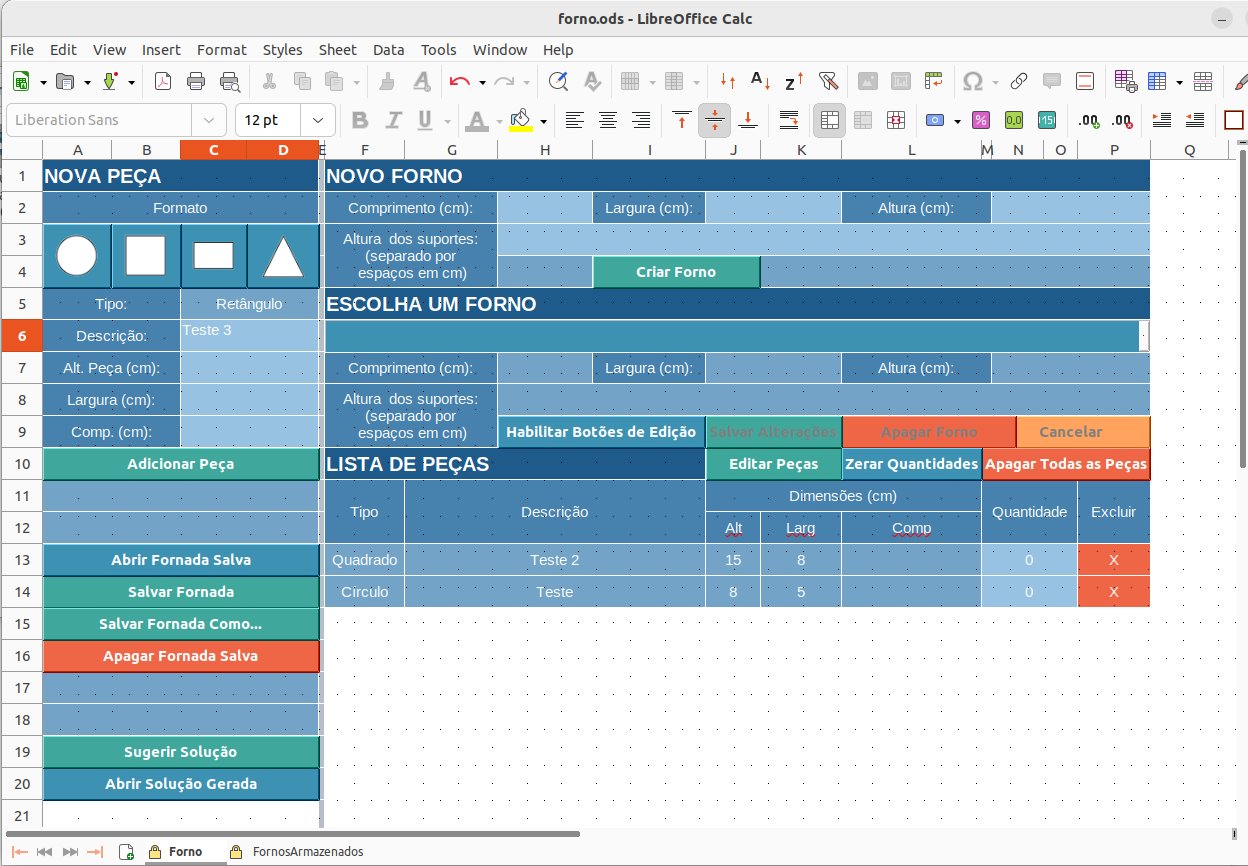 forno.ods - LibreOffice Calc
File Edit View Insert Format Styles Sheet Data Tools Window Help
Liberation Sans 12 pt
A B C D E F G H I J K L M N O P Q
1 NOVA PEÇA NOVO FORNO
2 Formato Comprimento (cm): Largura (cm): Altura (cm):
3 Altura dos suportes:
(separado por
4 espaços em cm) Criar Forno
5 Tipo: Retângulo ESCOLHA UM FORNO
6 Descrição: Teste 3
7 Alt. Peça (cm): Comprimento (cm): Largura (cm): Altura (cm):
8 Largura (cm): Altura dos suportes:
(separado por
9 Comp. (cm): espaços em cm) Habilitar Botões de Edição Salvar Alterações Apagar Forno Cancelar
10 Adicionar Peça LISTA DE PEÇAS Editar Peças Zerar Quantidades Apagar Todas as Peças
11 Tipo Descrição Dimensões (cm) Quantidade Excluir
12 Alt Larg Comp
13 Abrir Fornada Salva Quadrado Teste 2 15 8 0 X
14 Salvar Fornada Círculo Teste 8 5 0 X
15 Salvar Fornada Como...
16 Apagar Fornada Salva
17
18
19 Sugerir Solução
20 Abrir Solução Gerada
21
Forno FornosArmazenados